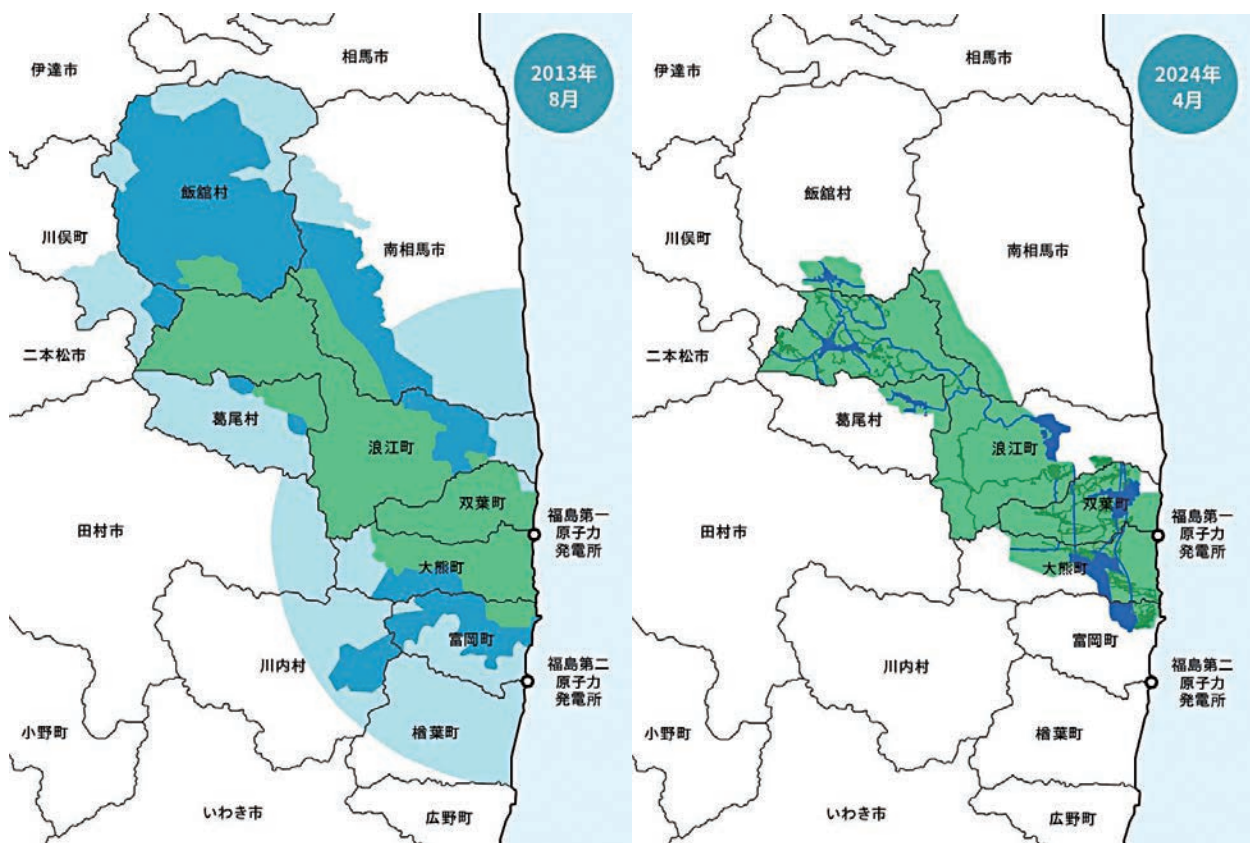 伊達市
相馬市
2013年
8月
飯舘村
川俣町
南相馬市
二本松市
葛尾村
浪江町
双葉町
田村市
福島第一
原子力
発電所
大熊町
富岡町
川内村
福島第二
原子力
発電所
小野町
楢葉町
いわき市
広野町
伊達市
相馬市
2024年
4月
飯舘村
川俣町
南相馬市
二本松市
葛尾村
浪江町
双葉町
田村市
福島第一
原子力
発電所
大熊町
富岡町
川内村
福島第二
原子力
発電所
小野町
楢葉町
いわき市
広野町